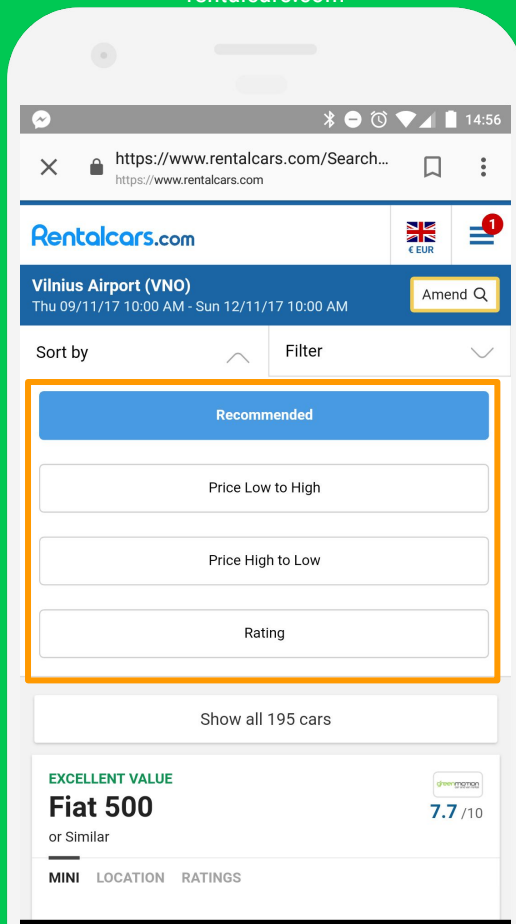 rentalcars.com
14:56
https://www.rentalcars.com/Search...
https://www.rentalcars.com
Rentalcars.com
€ EUR
1
Vilnius Airport (VNO)
Thu 09/11/17 10:00 AM - Sun 12/11/17 10:00 AM
Amend
Sort by
Filter
Recommended
Price Low to High
Price High to Low
Rating
Show all 195 cars
EXCELLENT VALUE
greenmotion
Fiat 500
7.7 /10
or Similar
MINI LOCATION RATINGS